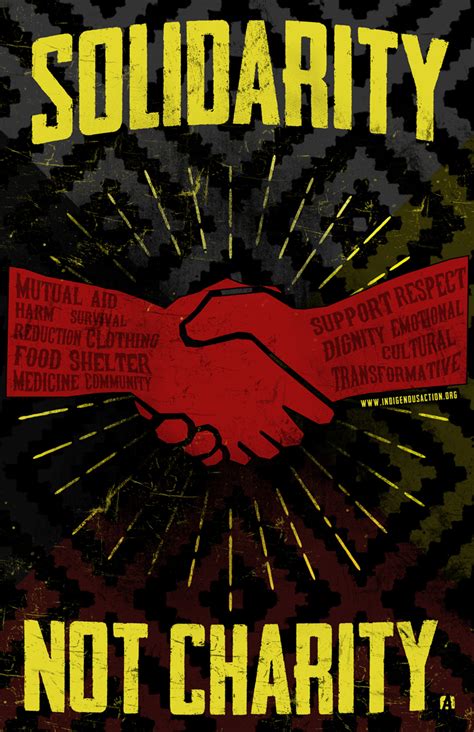 SOLIDARITY
MUTUAL AID
HARM SURVIVAL
REDUCTION CLOTHING
FOOD SHELTER
MEDICINE COMMUNITY
SUPPORT RESPECT
DIGNITY EMOTIONAL
CULTURAL
TRANSFORMATIVE
WWW.INDIGENOUSACTION.ORG
NOT CHARITY.
A